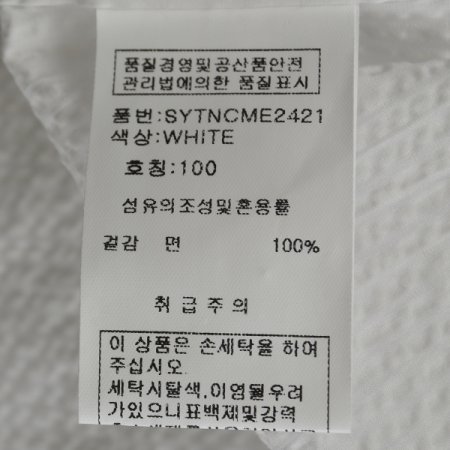 품질경영및공산품안전
관리법에의한 품질표시
품번:SYTNCME2421
색상:WHITE
호칭:100
섬유의조성및혼용률
겉감 면 100%
취급주의
이 상품은 손세탁을 하여
주십시오.
세탁시탈색,이염될우려
가있으니표백제및강력